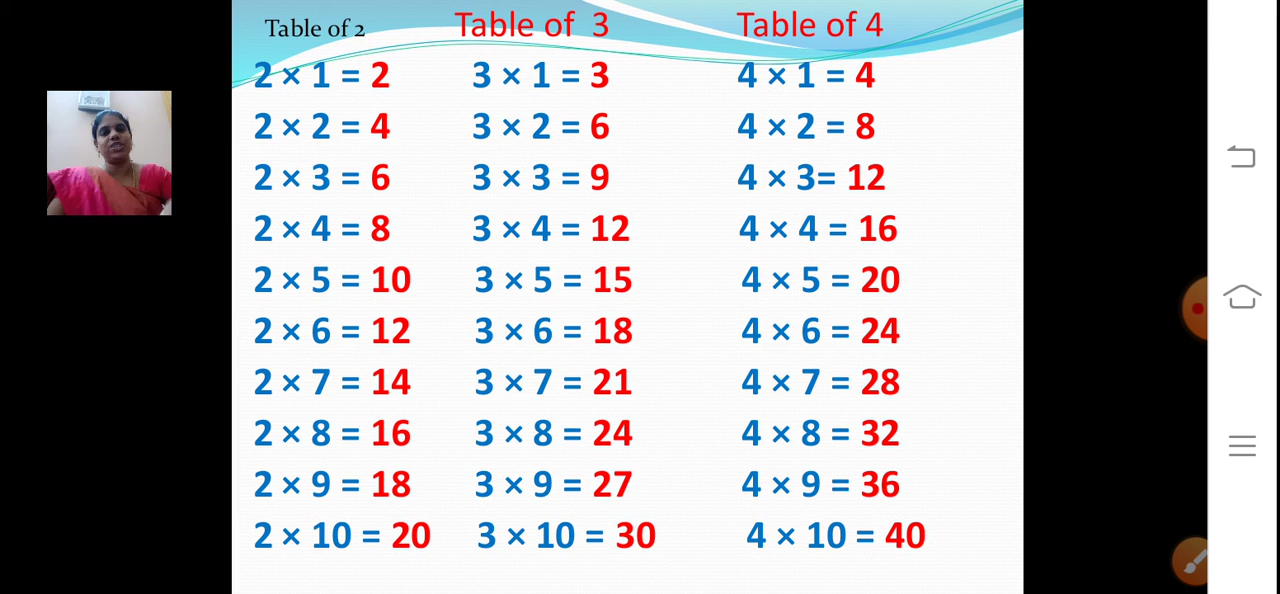 Table of 2 Table of 3 Table of 4
2 × 1 = 2 3 × 1 = 3 4 × 1 = 4
2 × 2 = 4 3 × 2 = 6 4 × 2 = 8
2 × 3 = 6 3 × 3 = 9 4 × 3= 12
2 × 4 = 8 3 × 4 = 12 4 × 4 = 16
2 × 5 = 10 3 × 5 = 15 4 × 5 = 20
2 × 6 = 12 3 × 6 = 18 4 × 6 = 24
2 × 7 = 14 3 × 7 = 21 4 × 7 = 28
2 × 8 = 16 3 × 8 = 24 4 × 8 = 32
2 × 9 = 18 3 × 9 = 27 4 × 9 = 36
2 × 10 = 20 3 × 10 = 30 4 × 10 = 40